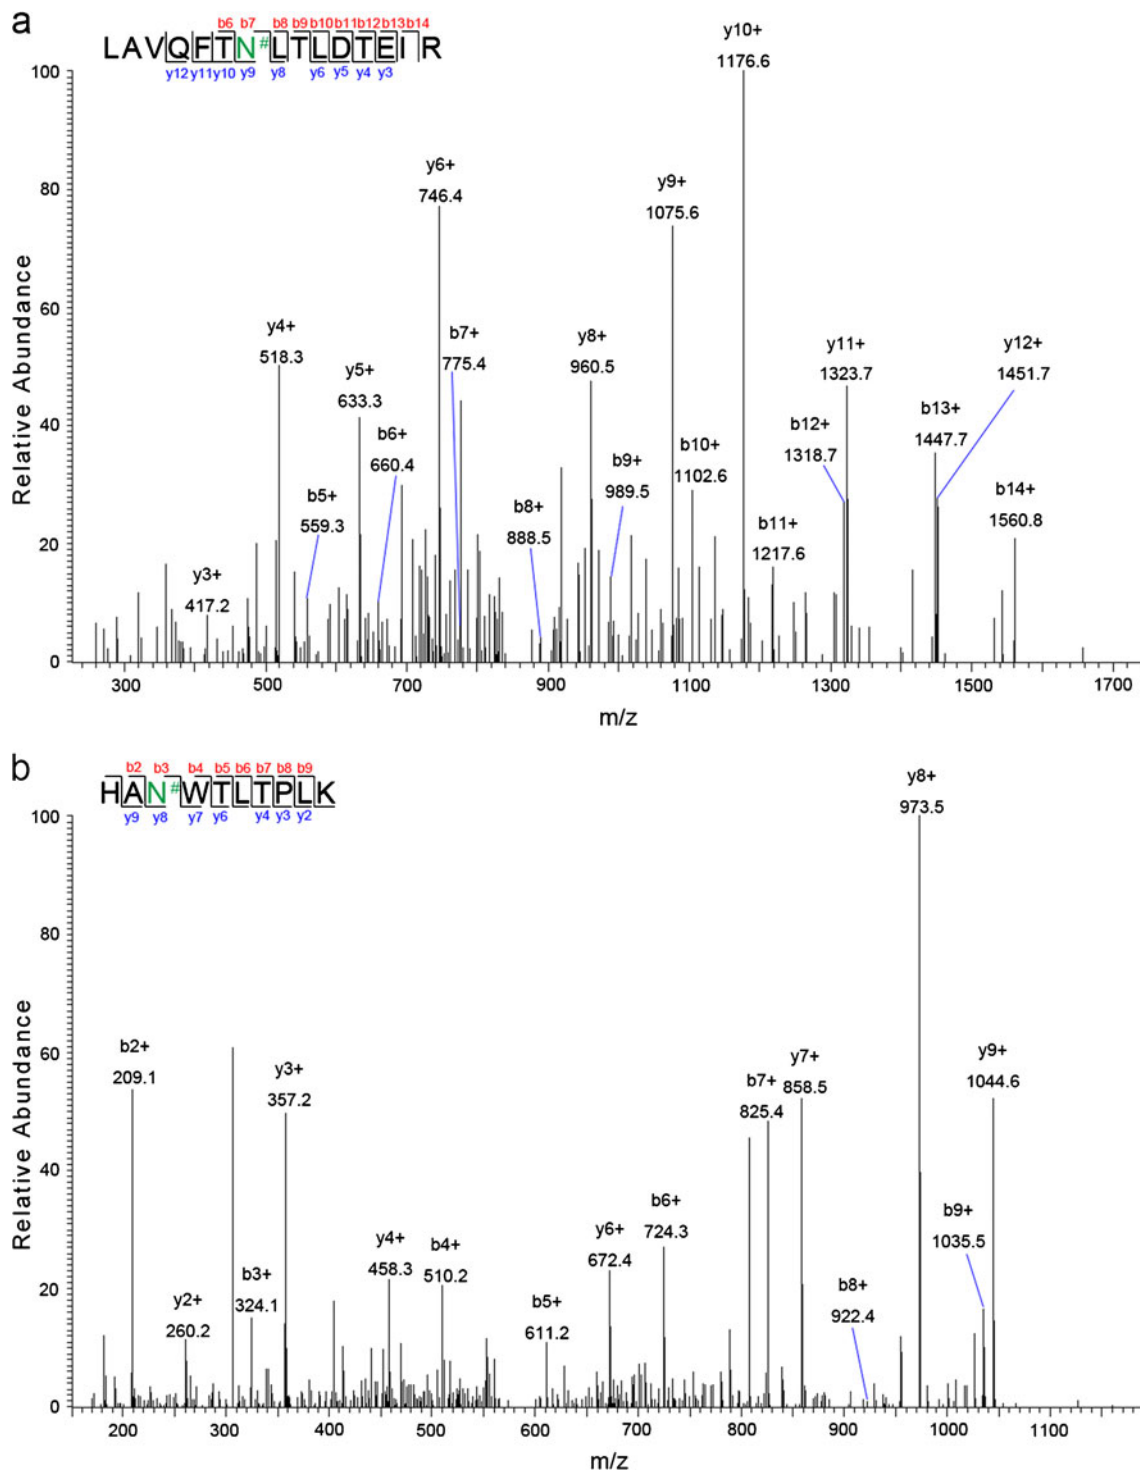 a
b6 b7 b8 b9 b10 b11 b12 b13 b14
LAVQFTN#LTLDTEIR
y12 y11 y10 y9 y8 y6 y5 y4 y3
y10+
1176.6
100
y6+
746.4
80
y9+
1075.6
60
y4+
518.3
b7+
775.4
y8+
960.5
y11+
1323.7
y12+
1451.7
y5+
633.3
40
b6+
660.4
b10+
1102.6
b12+
1318.7
b13+
1447.7
b9+
989.5
b5+
559.3
b8+
888.5
b11+
1217.6
b14+
1560.8
20
y3+
417.2
0
Relative Abundance
300 500 700 900 1100 1300 1500 1700
m/z
b
b2 b3 b4 b5 b6 b7 b8 b9
HAN#WTLTPLK
y9 y8 y7 y6 y4 y3 y2
y8+
973.5
100
80
60
b2+
209.1
y3+
357.2
b7+
825.4
y7+
858.5
y9+
1044.6
40
b6+
724.3
b9+
1035.5
y6+
672.4
y4+
458.3
b4+
510.2
20
y2+
260.2
b3+
324.1
b5+
611.2
b8+
922.4
0
Relative Abundance
200 300 400 500 600 700 800 900 1000 1100
m/z